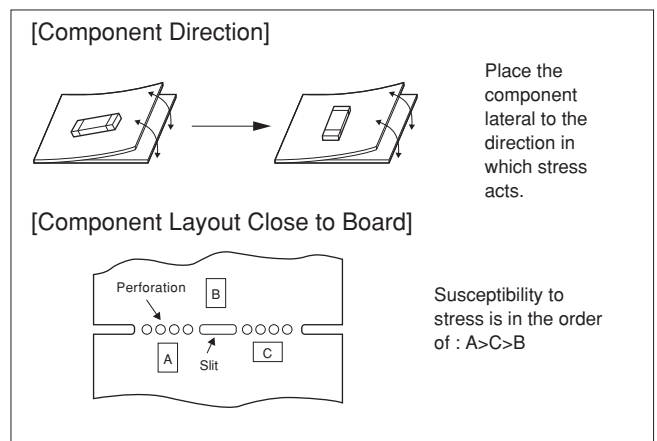 [Component Direction]
Place the
component
lateral to the
direction in
which stress
acts.
[Component Layout Close to Board]
Perforation
B
A
Slit
C
Susceptibility to
stress is in the order
of : A>C>B